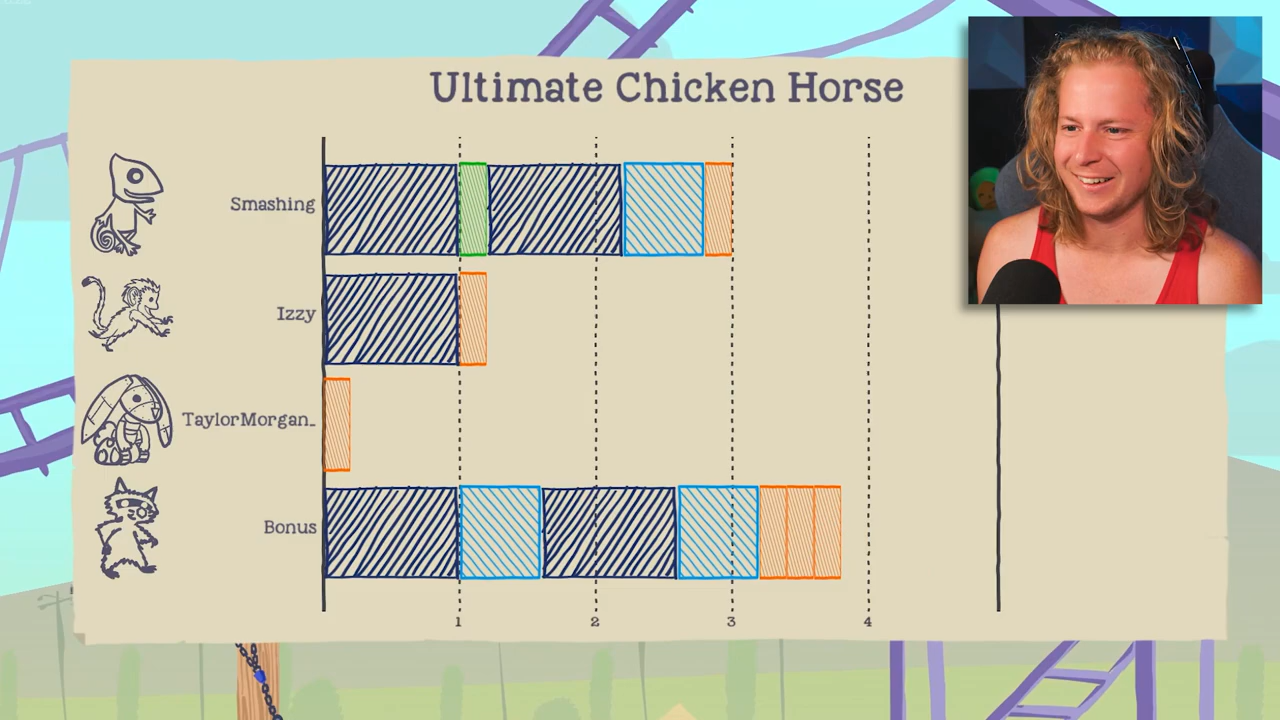 Ultimate Chicken Horse
Smashing
Izzy
TaylorMorgan_
Bonus
1 2 3 4